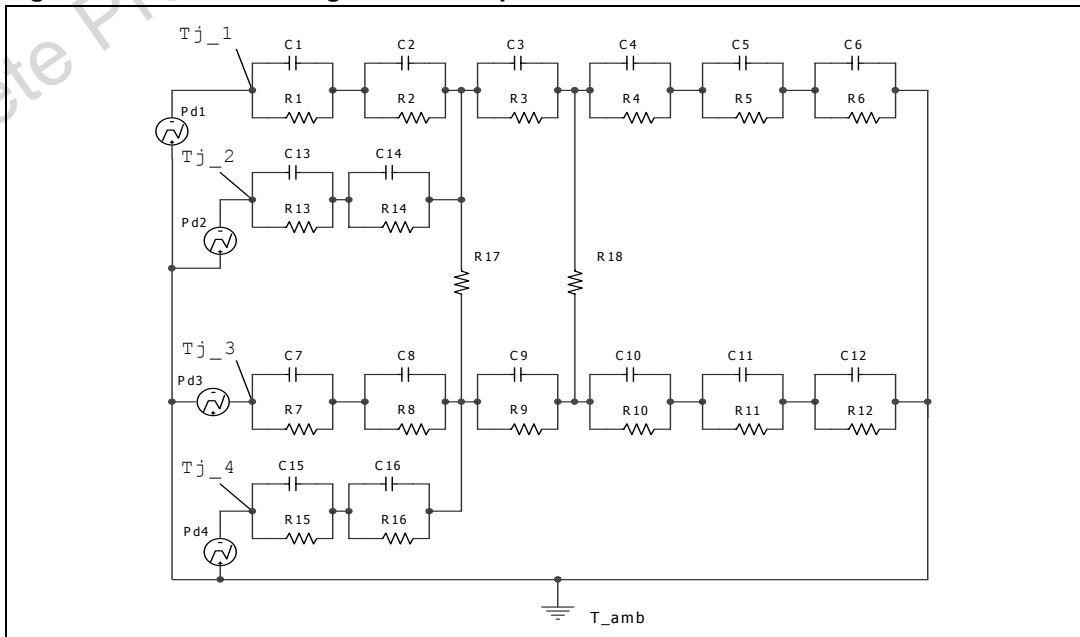 Tj_1
C1 C2 C3 C4 C5 C6
R1 R2 R3 R4 R5 R6
Pd1
Tj_2
C13 C14
R13 R14
Pd2
R17 R18
Tj_3
C7 C8 C9 C10 C11 C12
Pd3
R7 R8 R9 R10 R11 R12
Tj_4
C15 C16
R15 R16
Pd4
T_amb